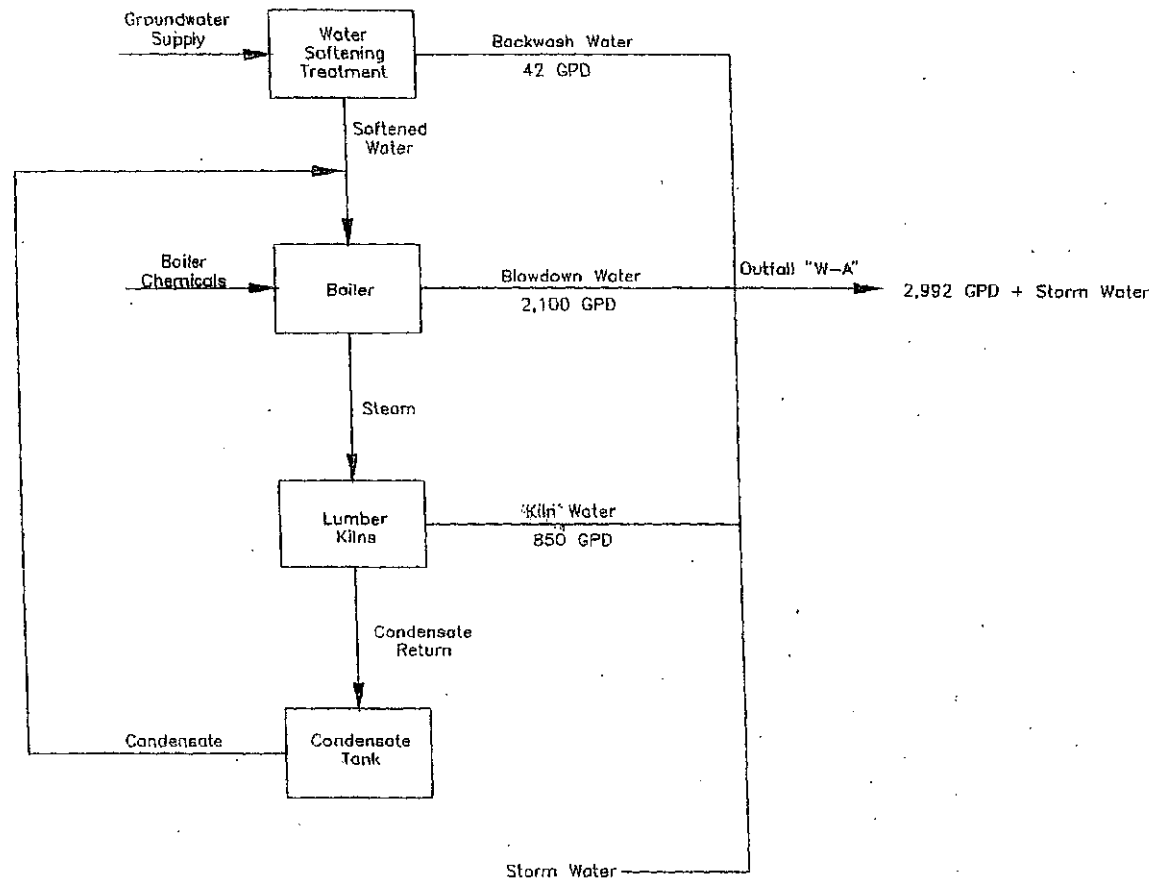 Groundwater
Supply
Water
Softening
Treatment
Backwash Water
42 GPD
Softened
Water
Boiler
Chemicals
Boiler
Blowdown Water
2,100 GPD
Outfall "W-A"
2,992 GPD + Storm Water
Steam
Lumber
Kilns
"Kiln" Water
850 GPD
Condensate
Return
Condensate
Condensate
Tank
Storm Water